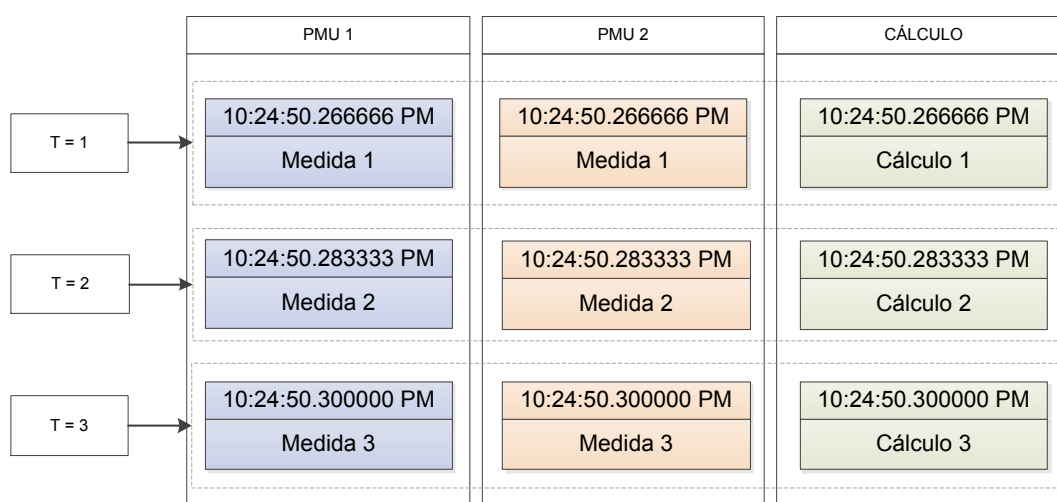 PMU 1
PMU 2
CÁLCULO
T = 1
10:24:50.266666 PM
Medida 1
10:24:50.266666 PM
Medida 1
10:24:50.266666 PM
Cálculo 1
T = 2
10:24:50.283333 PM
Medida 2
10:24:50.283333 PM
Medida 2
10:24:50.283333 PM
Cálculo 2
T = 3
10:24:50.300000 PM
Medida 3
10:24:50.300000 PM
Medida 3
10:24:50.300000 PM
Cálculo 3